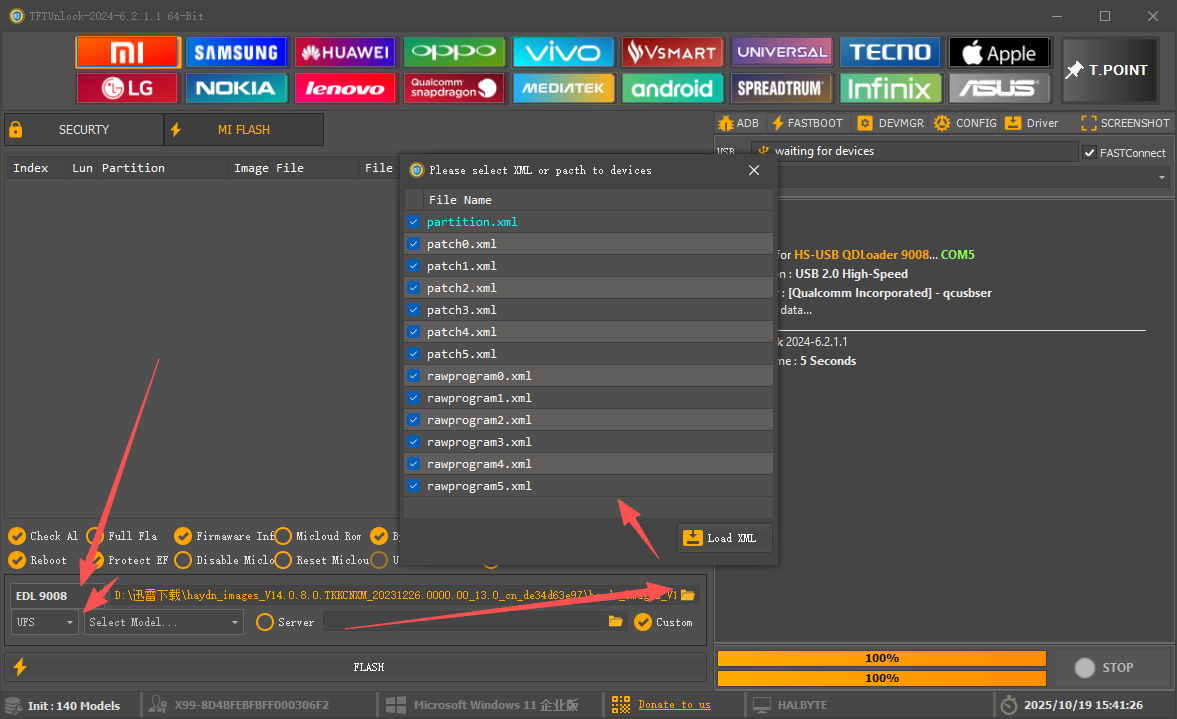 TFTUnlock-2024-6.2.1.1 64-Bit
MI SAMSUNG HUAWEI OPPO VIVO VSMART UNIVERSAL TECNO Apple
LG NOKIA lenovo Qualcomm snapdragon MEDIATEK android SPREADTRUM Infinix ASUS
T.POINT
SECURTY MI FLASH
ADB FASTBOOT DEVMGR CONFIG Driver SCREENSHOT
USB waiting for devices FASTConnect
Index Lun Partition Image File File
Please select XML or pacth to devices
File Name
partition.xml
patch0.xml
patch1.xml
patch2.xml
patch3.xml
patch4.xml
patch5.xml
rawprogram0.xml
rawprogram1.xml
rawprogram2.xml
rawprogram3.xml
rawprogram4.xml
rawprogram5.xml
Load XML
for HS-USB QDLoader 9008... COM5
: USB 2.0 High-Speed
: [Qualcomm Incorporated] - qcusbser
data...
k 2024-6.2.1.1
me : 5 Seconds
Check Al Full Fla Firmaware Inf Micloud Rom
Reboot Protect EF Disable Miclo Reset Miclou
EDL 9008 D:\迅雷下载\haydn_images_V14.0.8.0.TKKCNXM_20231226.0000.00_13.0_cn_de34d63e97\
UFS Select Model... Server Custom
FLASH
100%
100%
STOP
Init : 140 Models X99-8D4BFEBFBFF000306F2 Microsoft Windows 11 企业版 Donate to us HALBYTE 2025/10/19 15:41:26